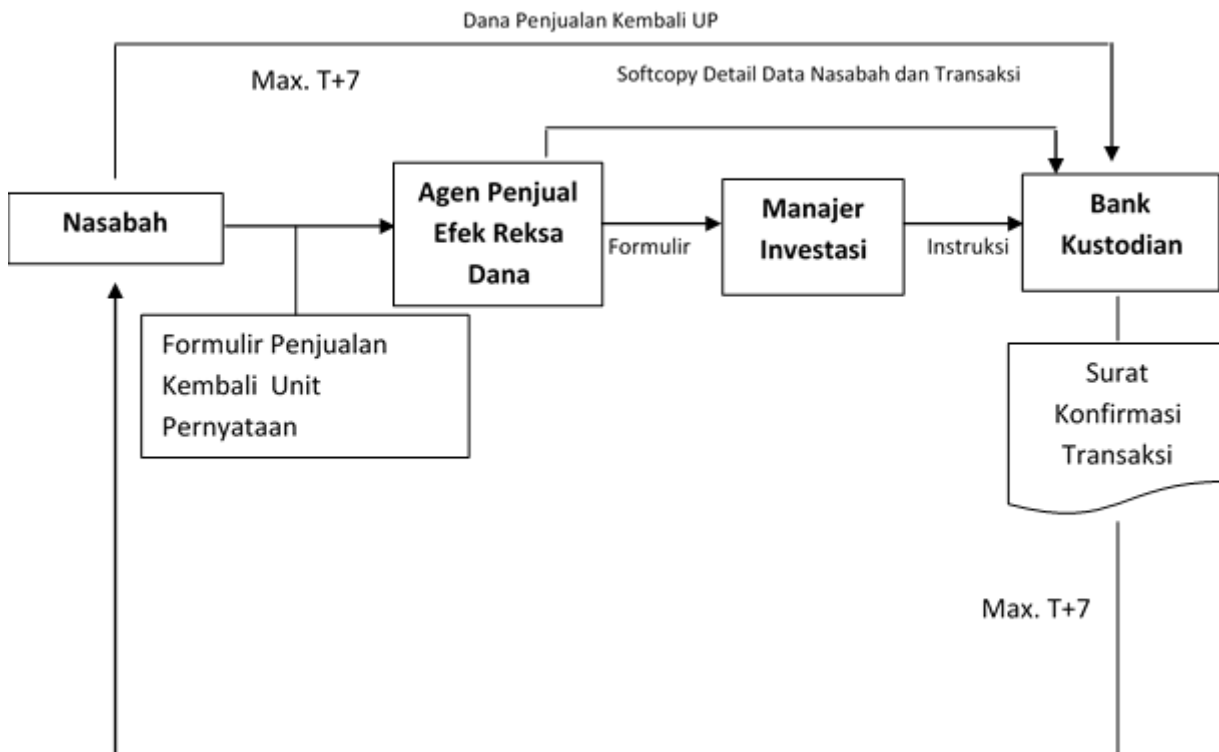 Dana Penjualan Kembali UP
Max. T+7
Softcopy Detail Data Nasabah dan Transaksi
Nasabah
Agen Penjual
Efek Reksa
Dana
Formulir
Manajer
Investasi
Instruksi
Bank
Kustodian
Formulir Penjualan
Kembali Unit
Pernyataan
Surat
Konfirmasi
Transaksi
Max. T+7